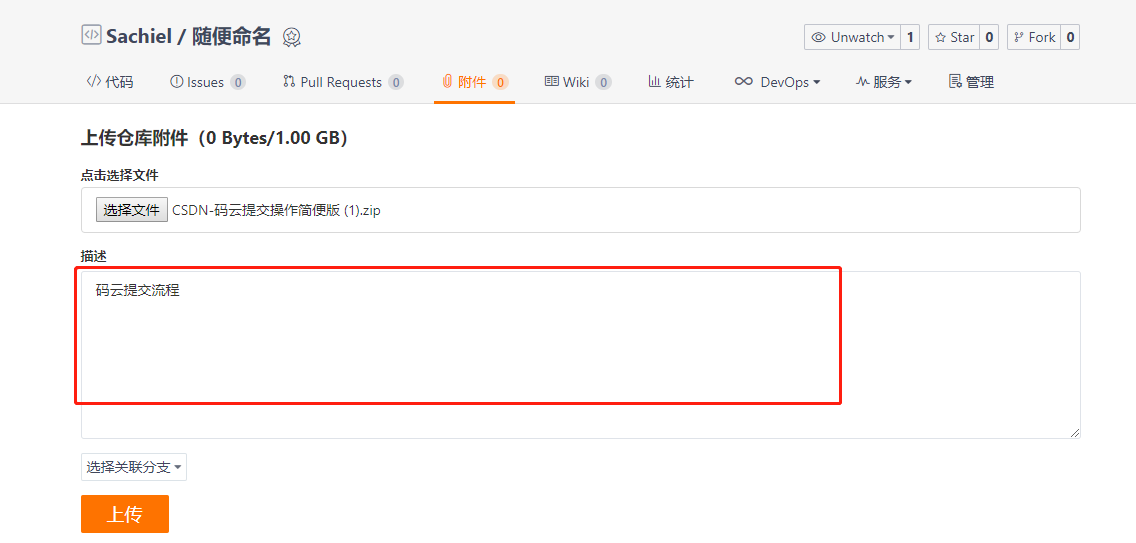 Sachiel / 随便命名
Unwatch 1 Star 0 Fork 0
代码 Issues 0 Pull Requests 0 附件 0 Wiki 0 统计 DevOps 服务 管理
上传仓库附件（0 Bytes/1.00 GB）
点击选择文件
选择文件 CSDN-码云提交操作简便版 (1).zip
描述
码云提交流程
选择关联分支
上传